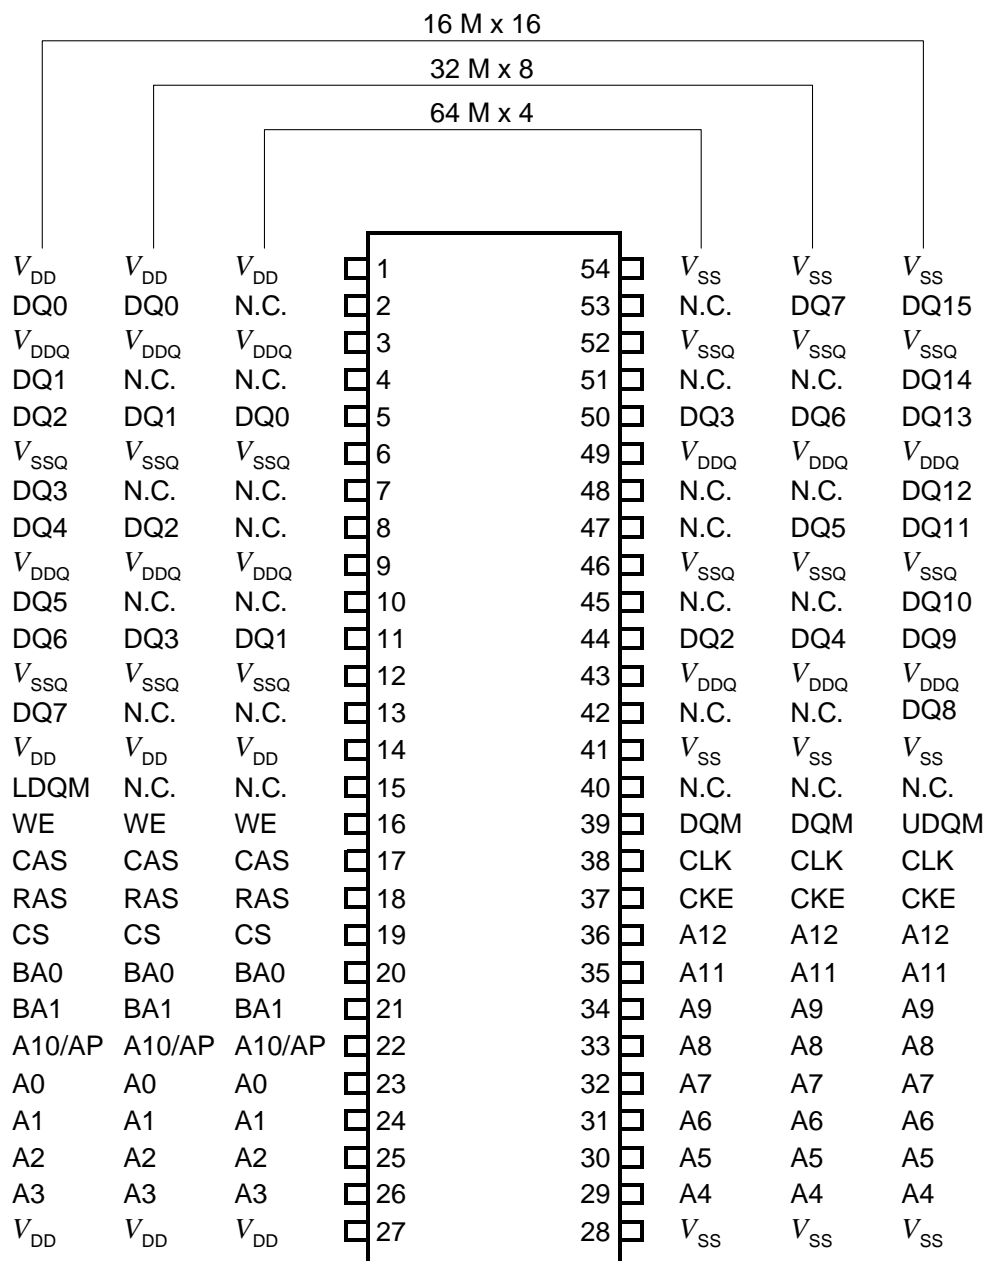 16 M x 16
32 M x 8
64 M x 4
VDD VDD VDD 1 54 VSS VSS VSS
DQ0 DQ0 N.C. 2 53 N.C. DQ7 DQ15
VDDQ VDDQ VDDQ 3 52 VSSQ VSSQ VSSQ
DQ1 N.C. N.C. 4 51 N.C. N.C. DQ14
DQ2 DQ1 DQ0 5 50 DQ3 DQ6 DQ13
VSSQ VSSQ VSSQ 6 49 VDDQ VDDQ VDDQ
DQ3 N.C. N.C. 7 48 N.C. N.C. DQ12
DQ4 DQ2 N.C. 8 47 N.C. DQ5 DQ11
VDDQ VDDQ VDDQ 9 46 VSSQ VSSQ VSSQ
DQ5 N.C. N.C. 10 45 N.C. N.C. DQ10
DQ6 DQ3 DQ1 11 44 DQ2 DQ4 DQ9
VSSQ VSSQ VSSQ 12 43 VDDQ VDDQ VDDQ
DQ7 N.C. N.C. 13 42 N.C. N.C. DQ8
VDD VDD VDD 14 41 VSS VSS VSS
LDQM N.C. N.C. 15 40 N.C. N.C. N.C.
WE WE WE 16 39 DQM DQM UDQM
CAS CAS CAS 17 38 CLK CLK CLK
RAS RAS RAS 18 37 CKE CKE CKE
CS CS CS 19 36 A12 A12 A12
BA0 BA0 BA0 20 35 A11 A11 A11
BA1 BA1 BA1 21 34 A9 A9 A9
A10/AP A10/AP A10/AP 22 33 A8 A8 A8
A0 A0 A0 23 32 A7 A7 A7
A1 A1 A1 24 31 A6 A6 A6
A2 A2 A2 25 30 A5 A5 A5
A3 A3 A3 26 29 A4 A4 A4
VDD VDD VDD 27 28 VSS VSS VSS